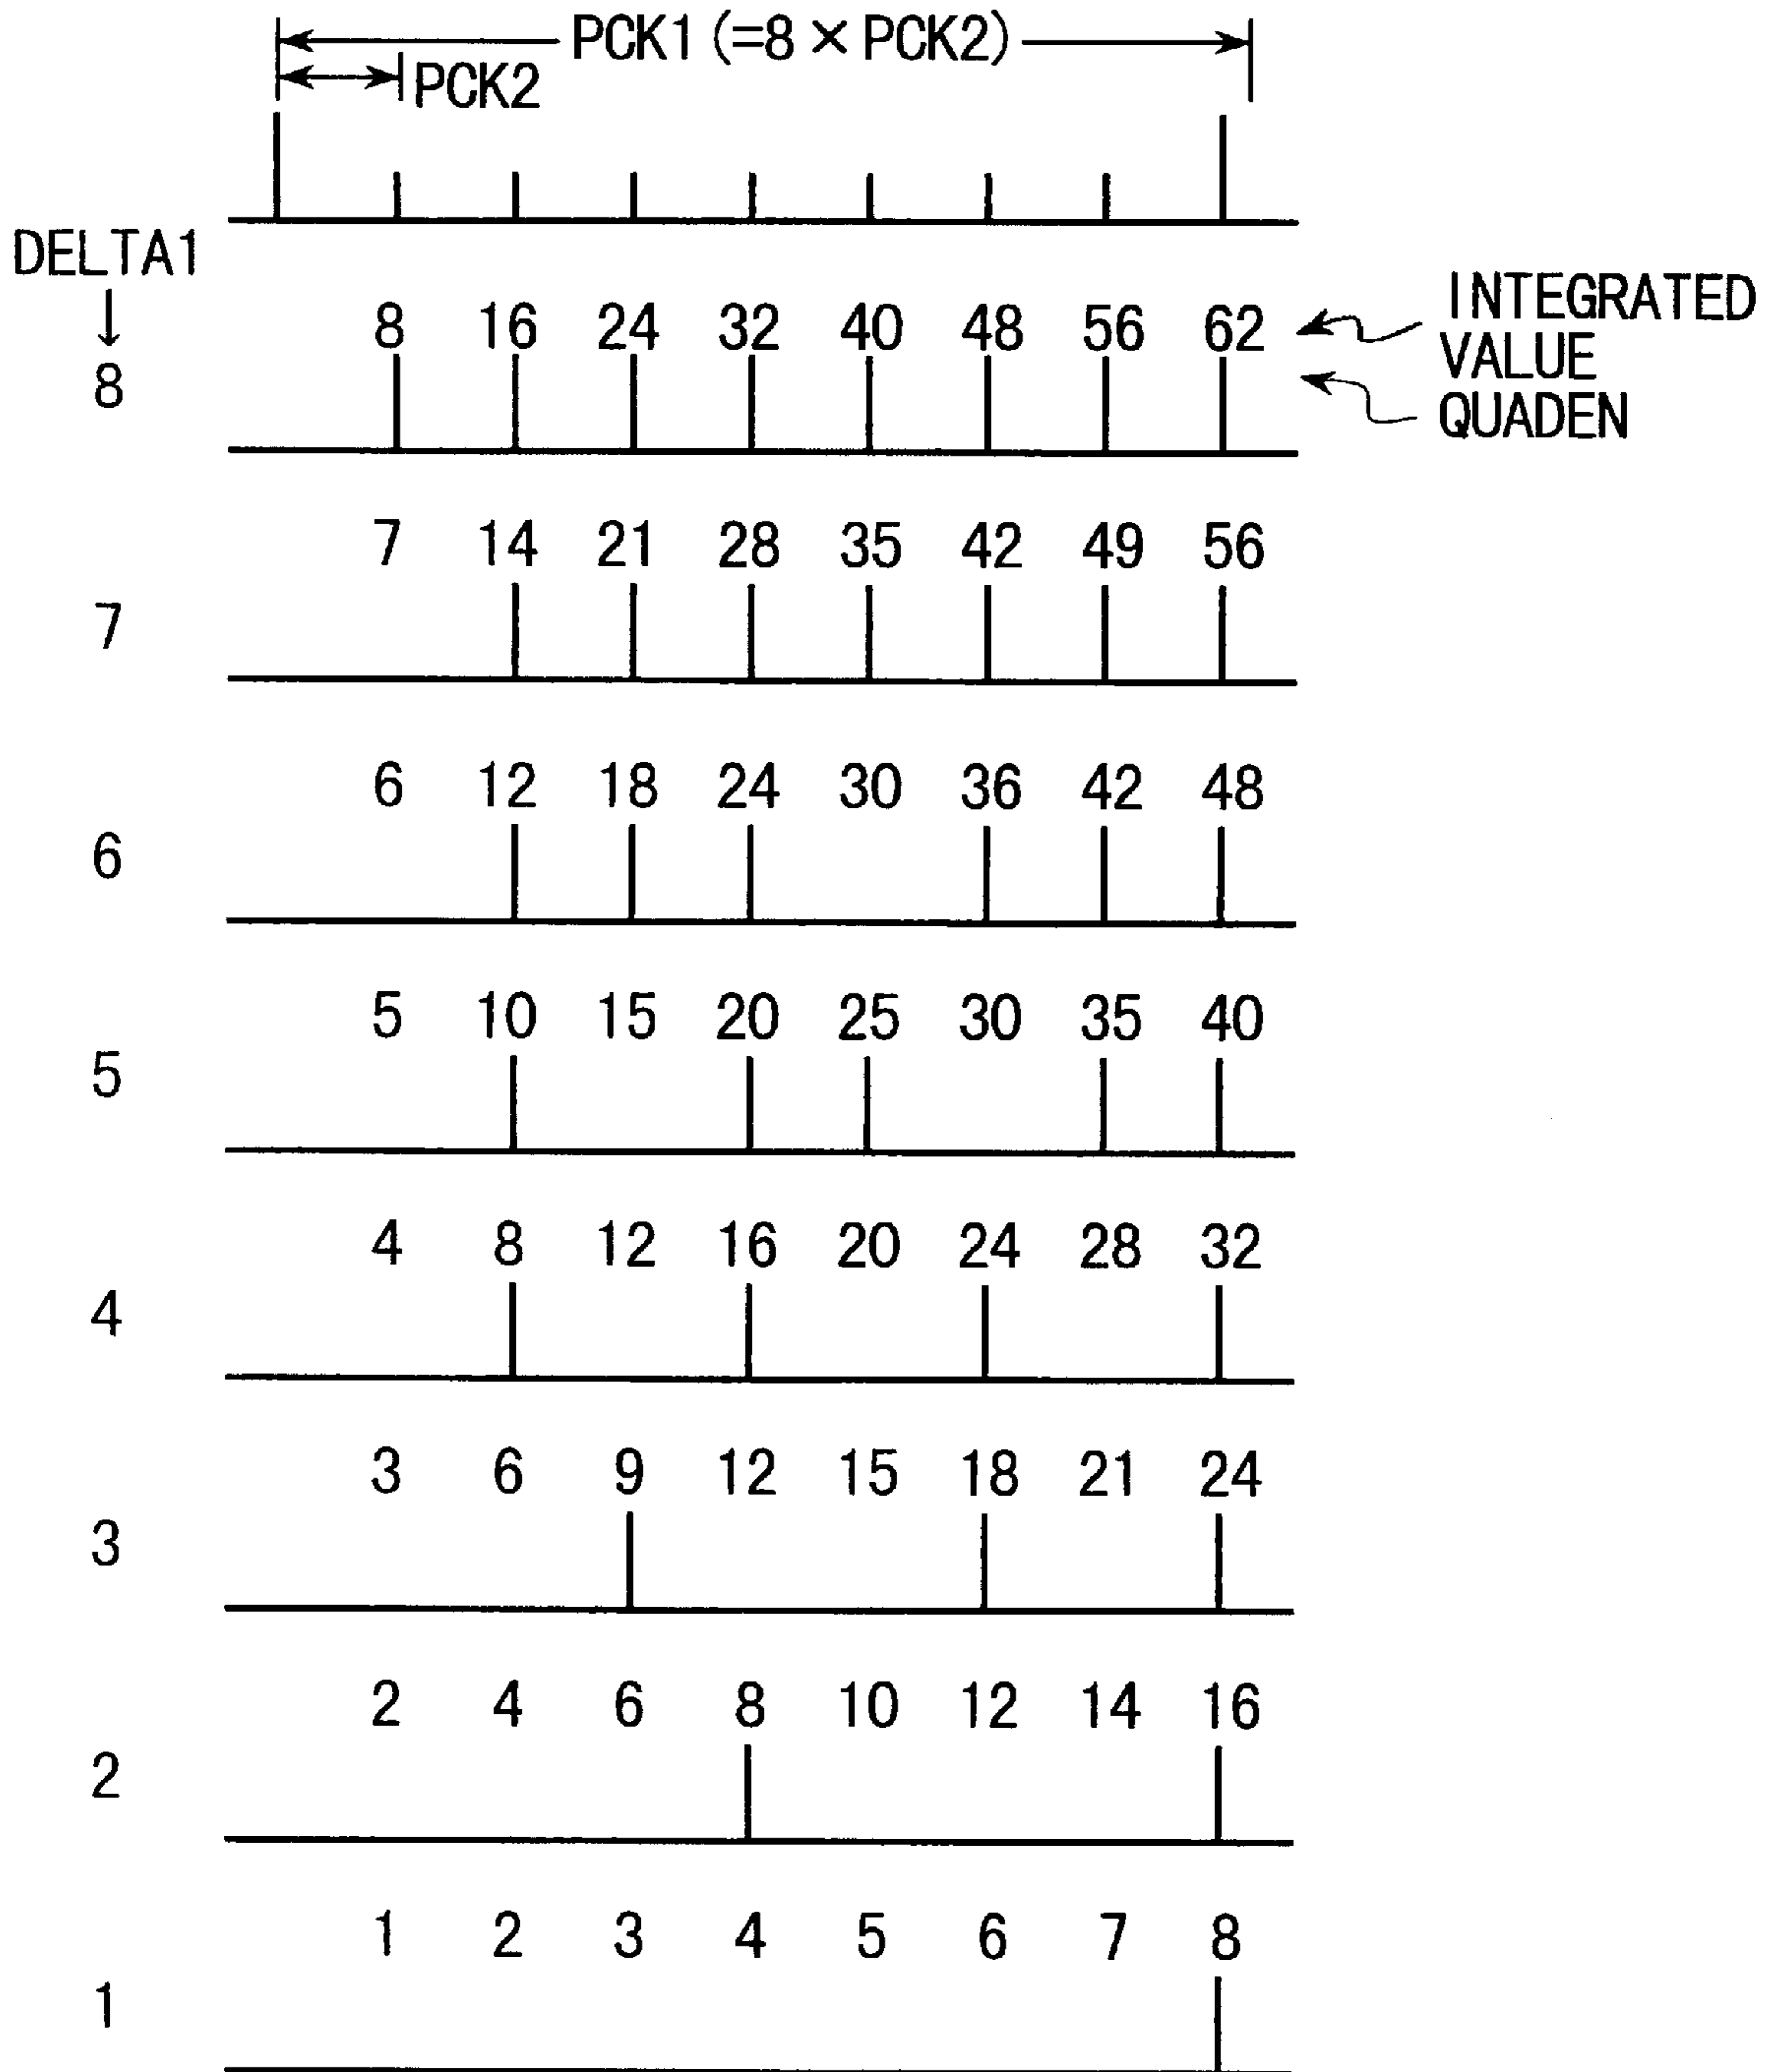 PCK1 (=8 × PCK2)
PCK2
DELTA1
8 16 24 32 40 48 56 62
INTEGRATED
VALUE
QUADEN
8
7 14 21 28 35 42 49 56
7
6 12 18 24 30 36 42 48
6
5 10 15 20 25 30 35 40
5
4 8 12 16 20 24 28 32
4
3 6 9 12 15 18 21 24
3
2 4 6 8 10 12 14 16
2
1 2 3 4 5 6 7 8
1